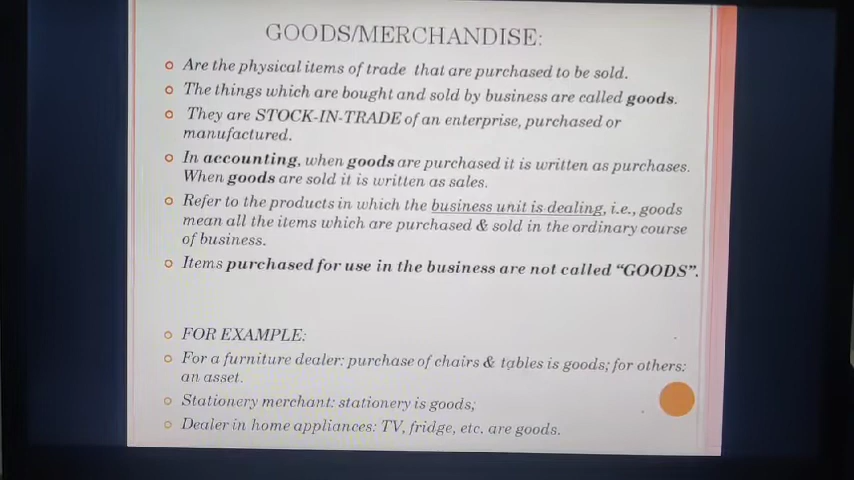 GOODS/MERCHANDISE:
Are the physical items of trade that are purchased to be sold.
The things which are bought and sold by business are called goods.
They are STOCK-IN-TRADE of an enterprise, purchased or
manufactured.
In accounting, when goods are purchased it is written as purchases.
When goods are sold it is written as sales.
Refer to the products in which the business unit is dealing, i.e., goods
mean all the items which are purchased & sold in the ordinary course
of business.
Items purchased for use in the business are not called “GOODS”.
FOR EXAMPLE:
For a furniture dealer: purchase of chairs & tables is goods; for others:
an asset.
Stationery merchant: stationery is goods;
Dealer in home appliances: TV, fridge, etc. are goods.